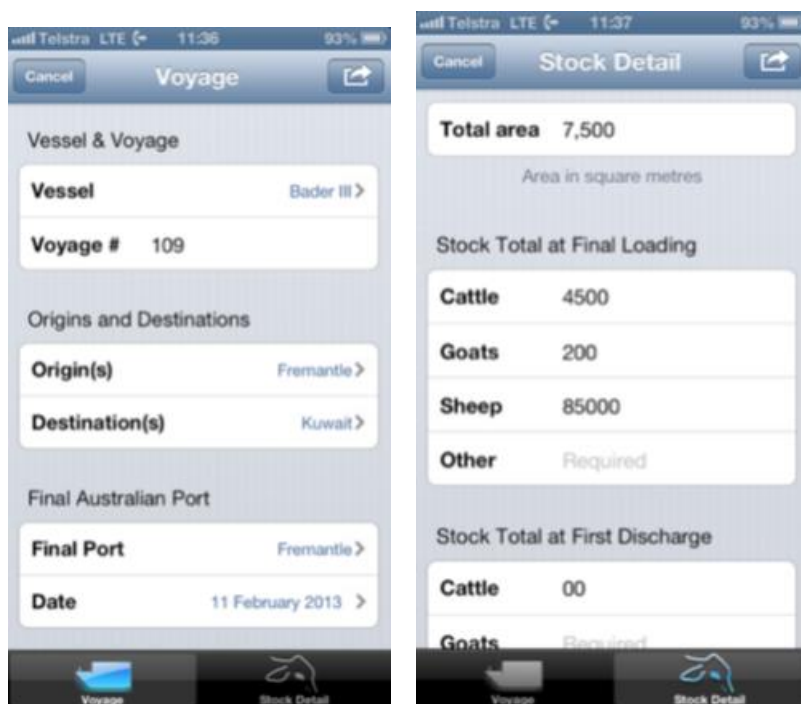 Telstra LTE 11:36 93%
Cancel Voyage
Vessel & Voyage
Vessel Bader III
Voyage # 109
Origins and Destinations
Origin(s) Fremantle
Destination(s) Kuwait
Final Australian Port
Final Port Fremantle
Date 11 February 2013
Voyage Stock Detail
Telstra LTE 11:37 93%
Cancel Stock Detail
Total area 7,500
Area in square metres
Stock Total at Final Loading
Cattle 4500
Goats 200
Sheep 85000
Other Required
Stock Total at First Discharge
Cattle 00
Goats Required
Voyage Stock Detail